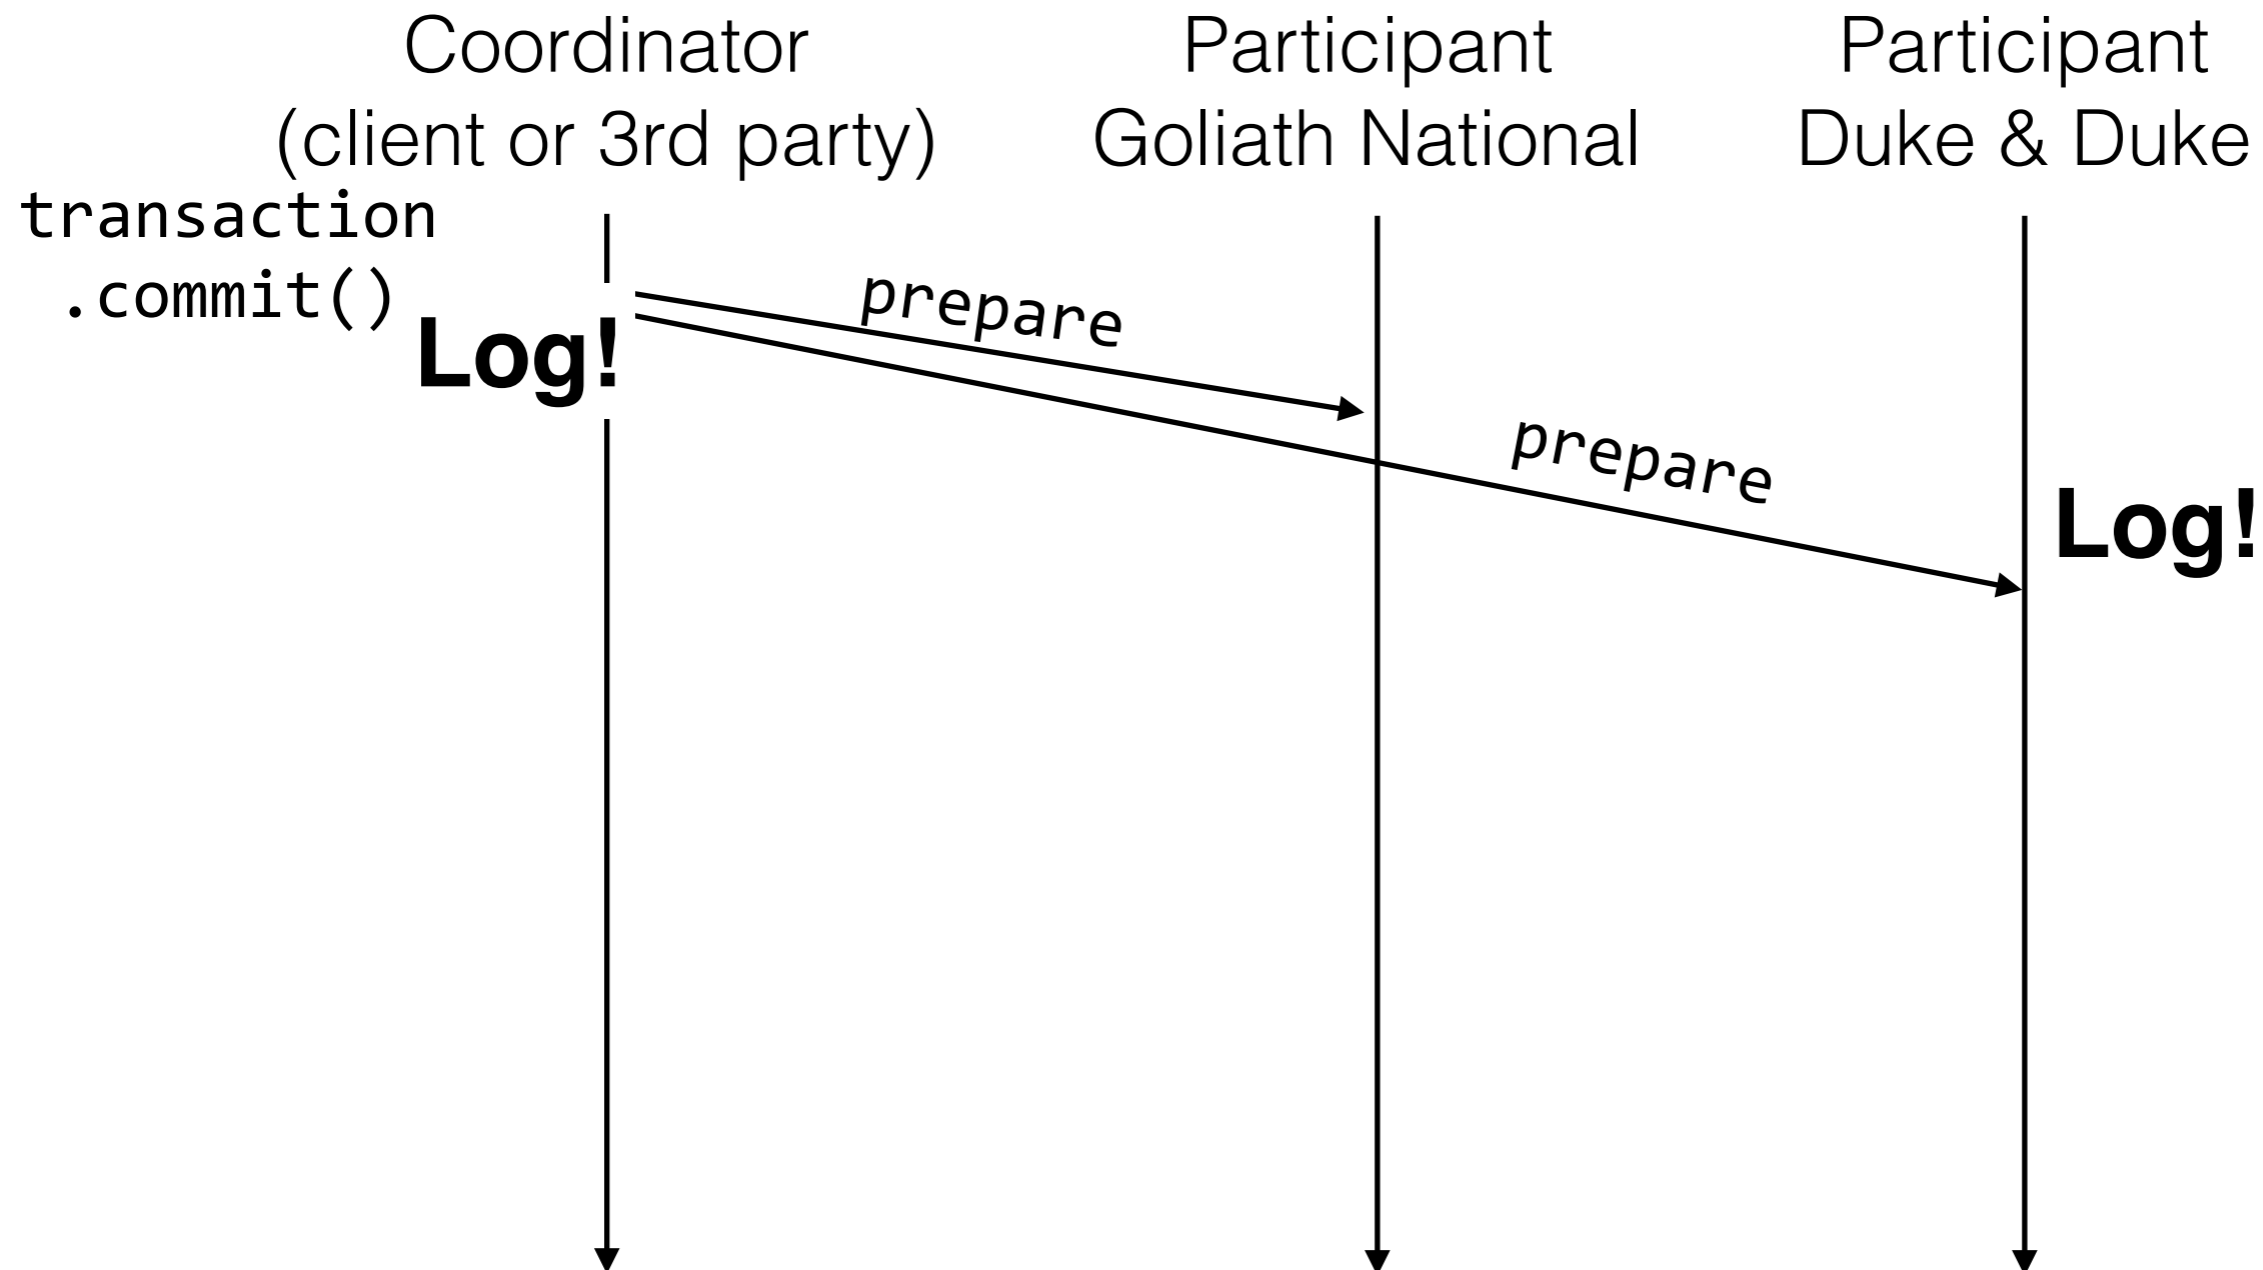 Coordinator
(client or 3rd party)
Participant
Goliath National
Participant
Duke & Duke
transaction
.commit()
Log!
prepare
prepare
Log!